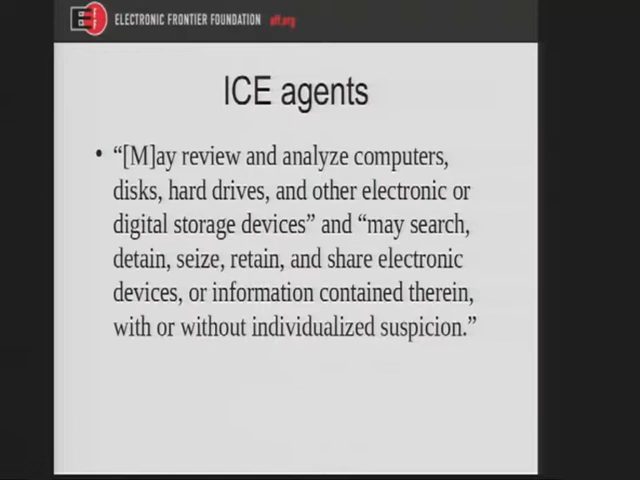 ELECTRONIC FRONTIER FOUNDATION eff.org
ICE agents
• “[M]ay review and analyze computers,
disks, hard drives, and other electronic or
digital storage devices” and “may search,
detain, seize, retain, and share electronic
devices, or information contained therein,
with or without individualized suspicion.”